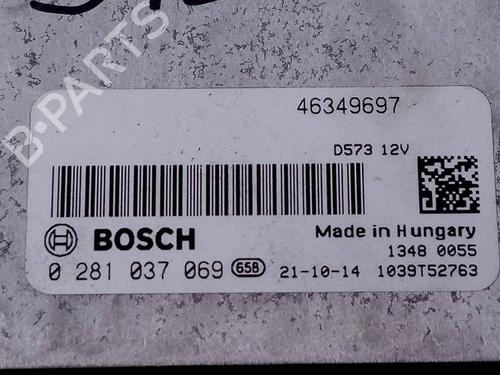 B-PARTS
46349697
D573 12V
BOSCH
Made in Hungary
1348 0055
0 281 037 069 65B 21-10-14 1039T52763